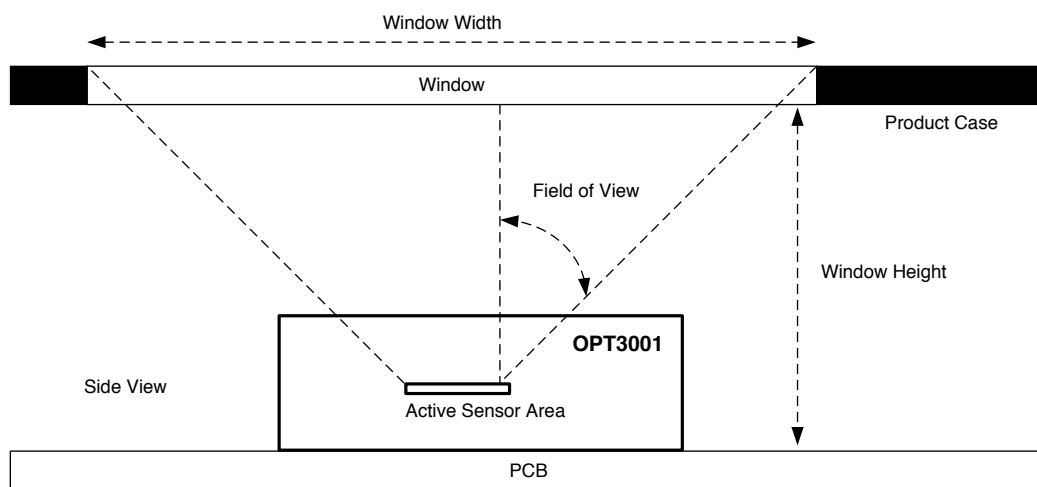 Window Width
Window
Product Case
Field of View
Window Height
OPT3001
Side View
Active Sensor Area
PCB